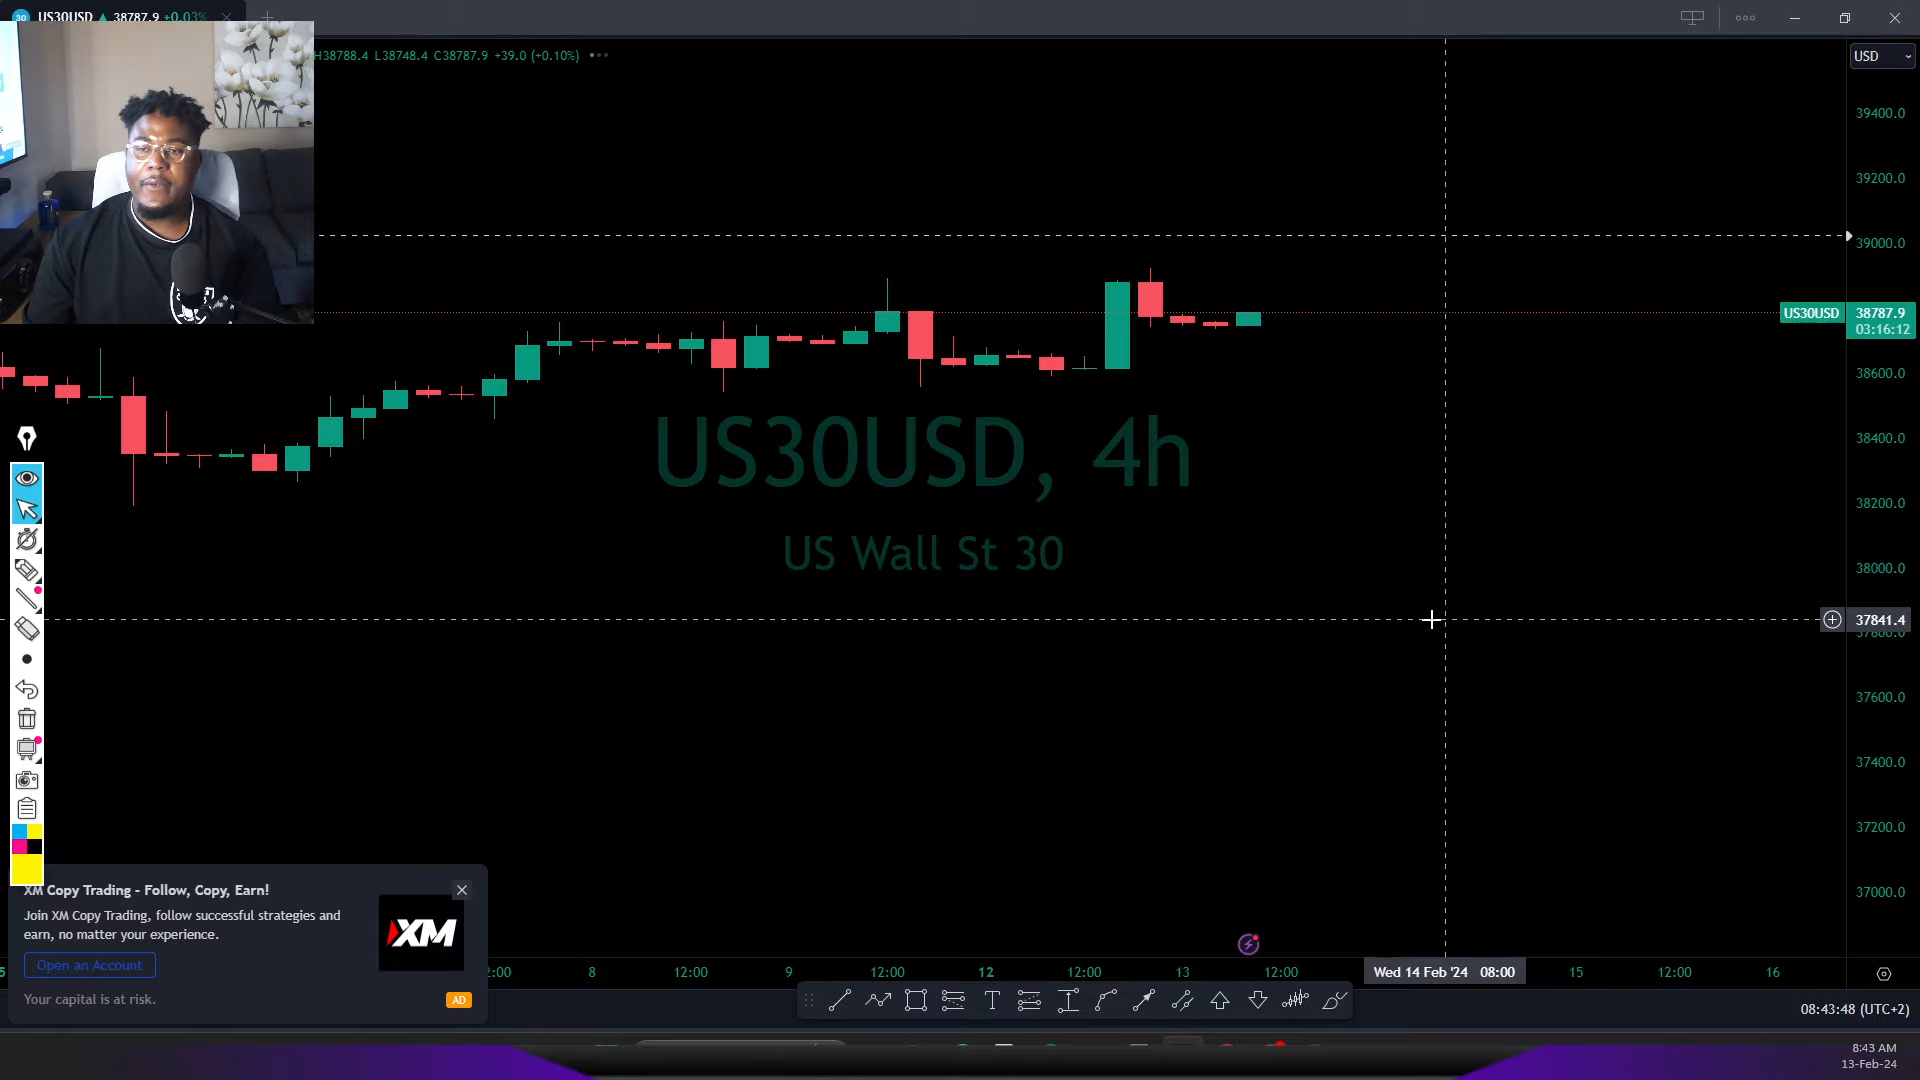 30 US30USD ▲ 38787.9 +0.03%
H38788.4 L38748.4 C38787.9 +39.0 (+0.10%)
USD
39400.0
39200.0
39000.0
US30USD 38787.9
03:16:12
38600.0
38400.0
38200.0
38000.0
37841.4
37800.0
37600.0
37400.0
37200.0
37000.0
US30USD, 4h
US Wall St 30
XM Copy Trading - Follow, Copy, Earn!
Join XM Copy Trading, follow successful strategies and
earn, no matter your experience.
XM
Open an Account
Your capital is at risk.
AD
5 2:00 8 12:00 9 12:00 12 12:00 13 12:00 Wed 14 Feb '24 08:00 15 12:00 16
T
08:43:48 (UTC+2)
8:43 AM
13-Feb-24